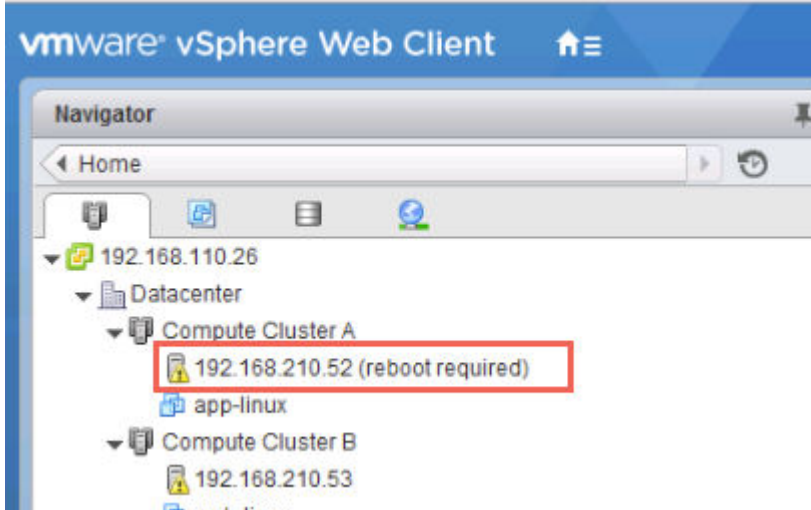 vmware® vSphere Web Client
Navigator
Home
192.168.110.26
Datacenter
Compute Cluster A
192.168.210.52 (reboot required)
app-linux
Compute Cluster B
192.168.210.53